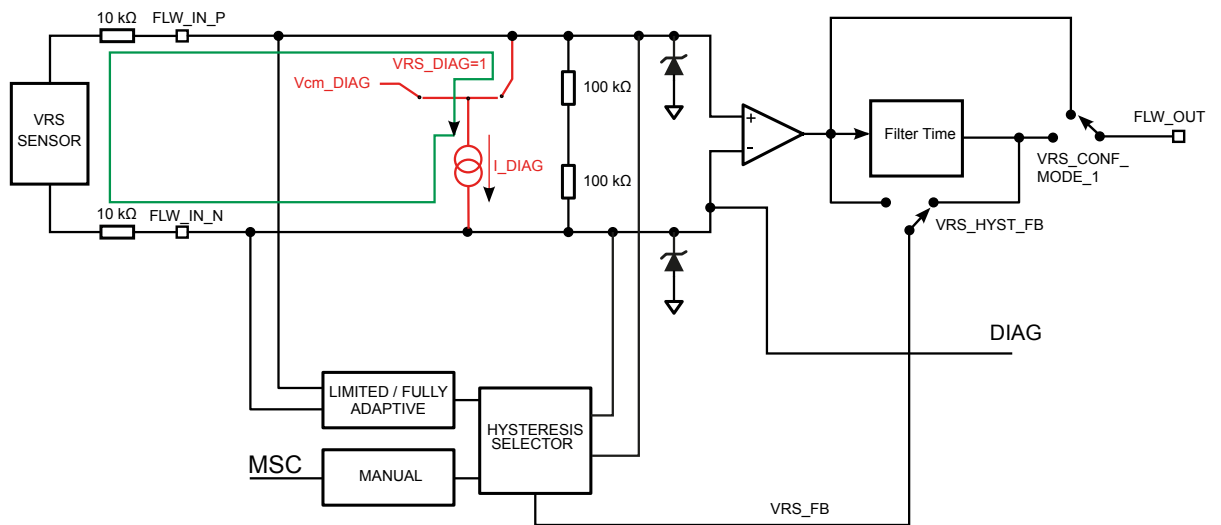 10 kΩ
FLW_IN_P
VRS_DIAG=1
Vcm_DIAG
100 kΩ
VRS
SENSOR
+
-
Filter Time
FLW_OUT
VRS_CONF_
MODE_1
I_DIAG
100 kΩ
10 kΩ
FLW_IN_N
VRS_HYST_FB
DIAG
LIMITED / FULLY
ADAPTIVE
HYSTERESIS
SELECTOR
MSC
MANUAL
VRS_FB